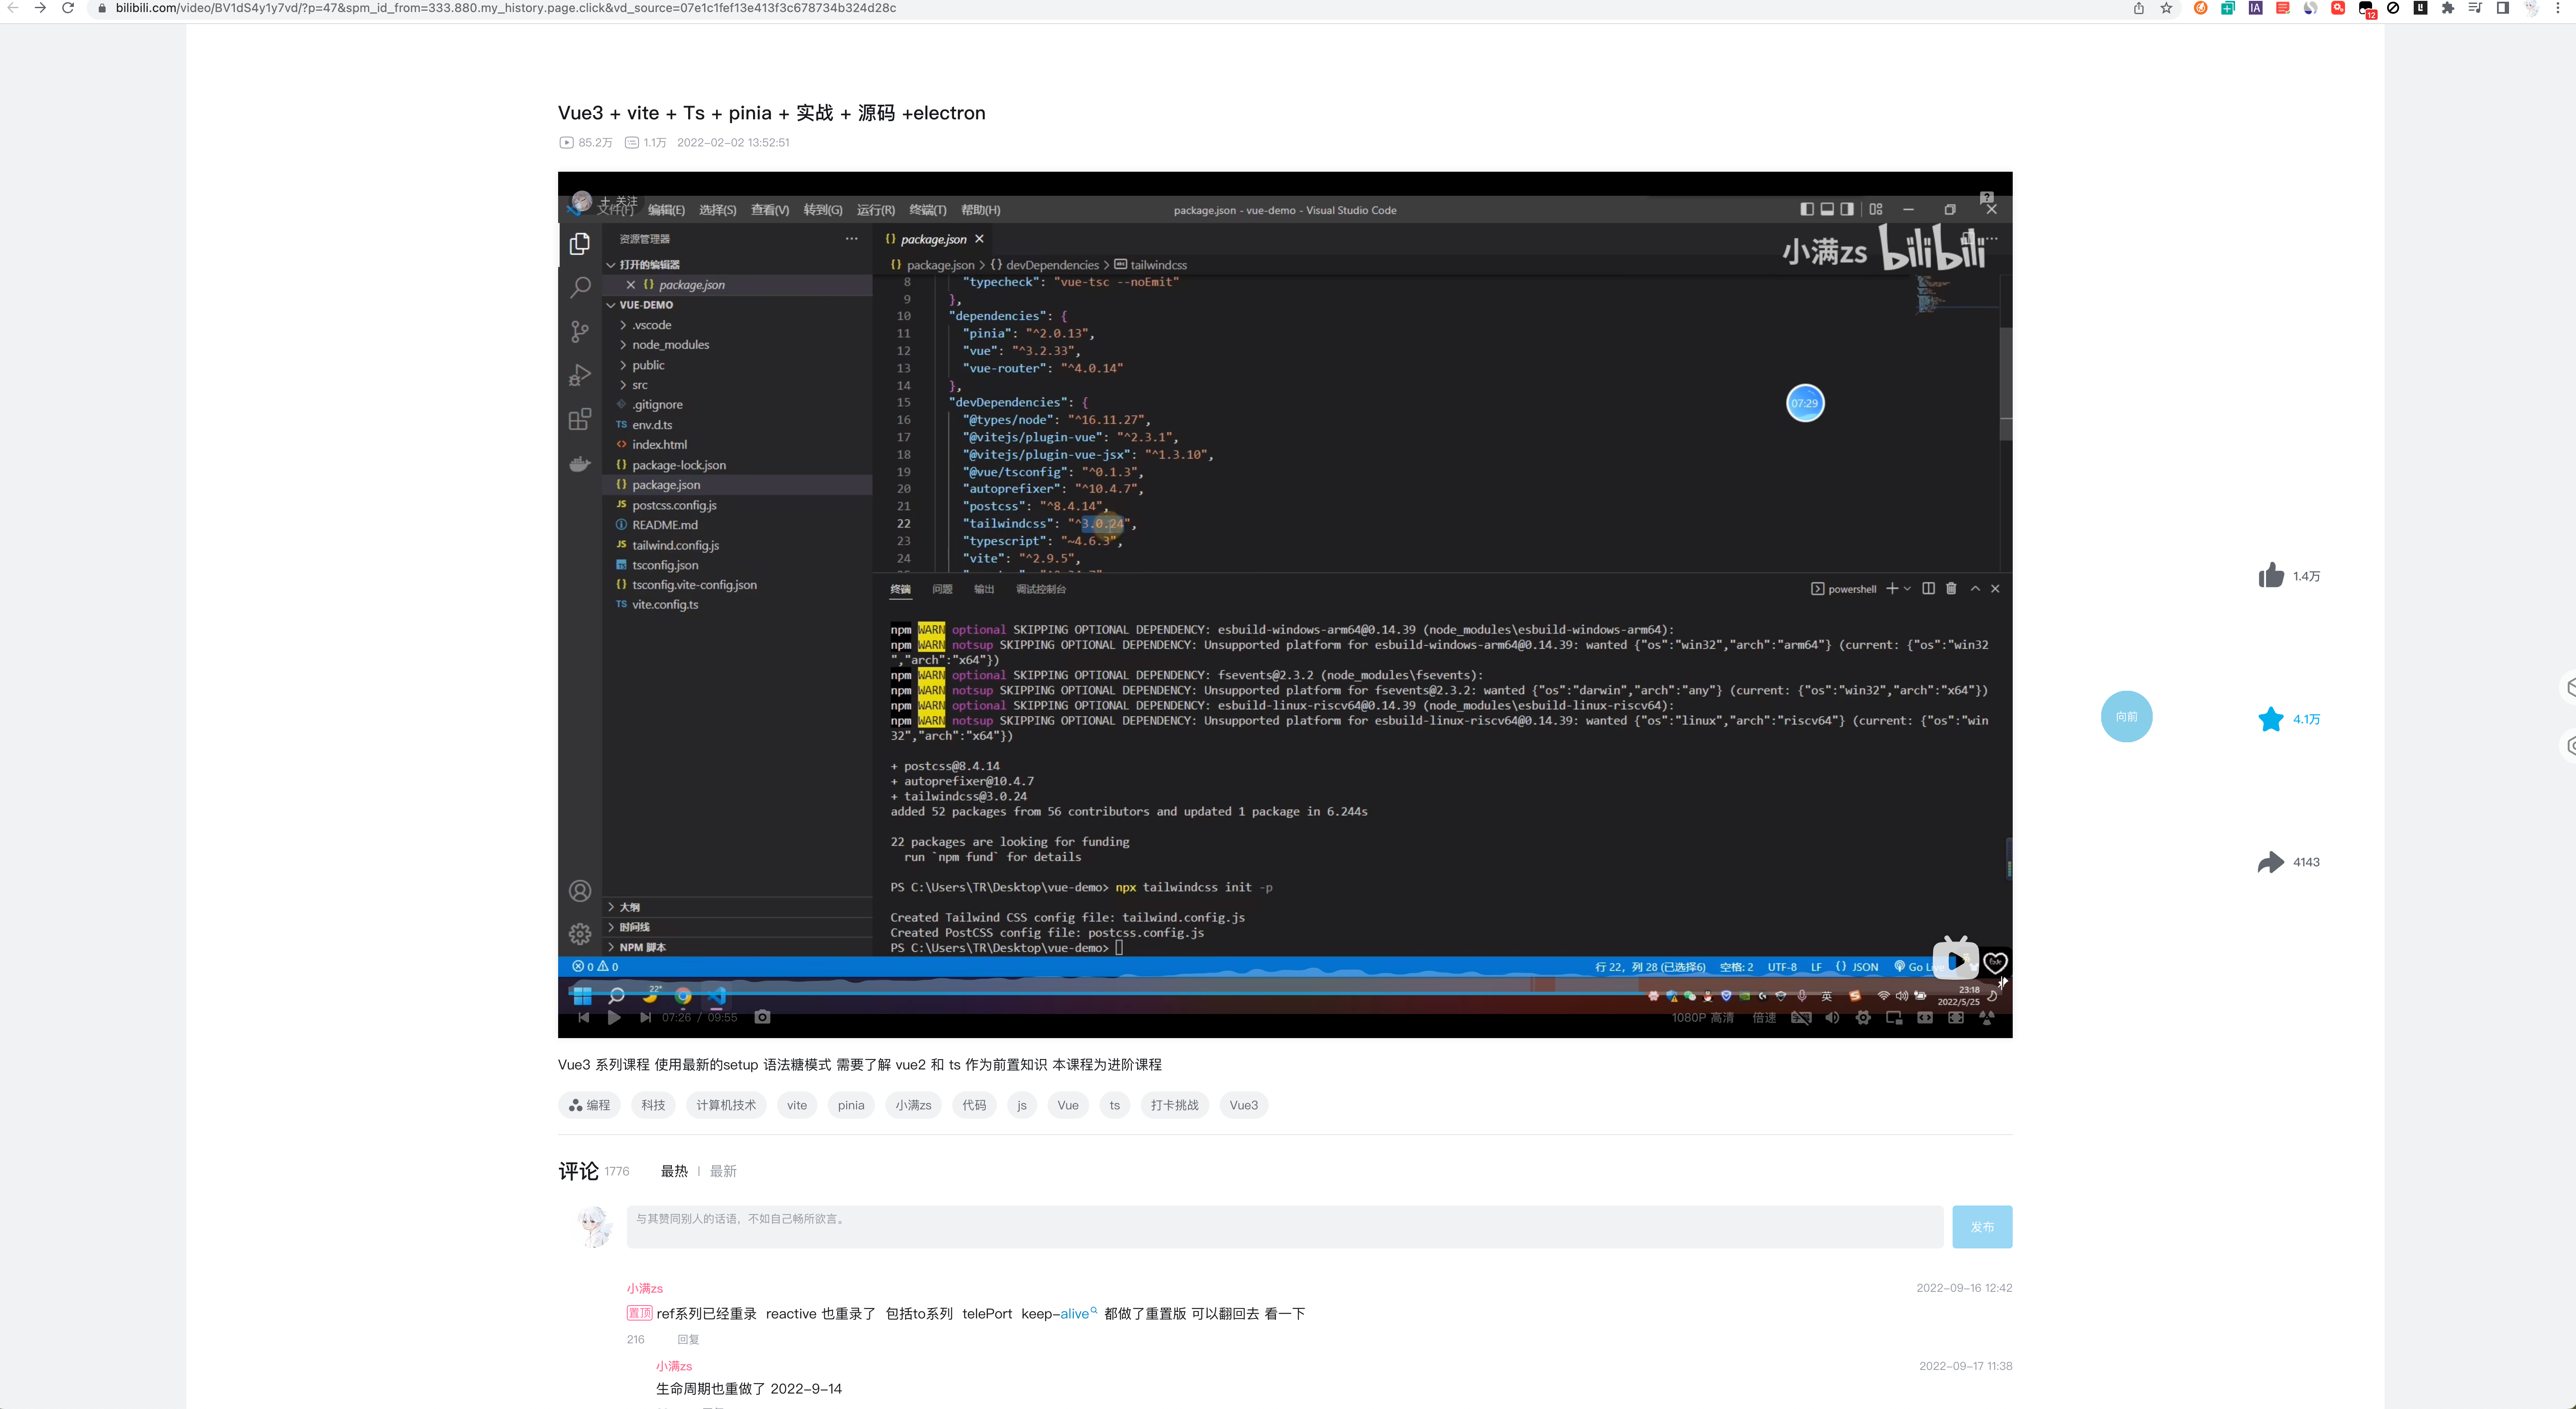 bilibili.com/video/BV1dS4y1y7vd/?p=47&spm_id_from=333.880.my_history.page.click&vd_source=07e1c1fef13e413f3c678734b324d28c
12
Vue3 + vite + Ts + pinia + 实战 + 源码 +electron
85.2万 1.1万 2022-02-02 13:52:51
+ 关注
文件(F) 编辑(E) 选择(S) 查看(V) 转到(G) 运行(R) 终端(T) 帮助(H) package.json - vue-demo - Visual Studio Code
资源管理器
打开的编辑器
package.json
VUE-DEMO
.vscode
node_modules
public
src
.gitignore
env.d.ts
index.html
package-lock.json
package.json
postcss.config.js
README.md
tailwind.config.js
tsconfig.json
tsconfig.vite-config.json
vite.config.ts
大纲
时间线
NPM 脚本
{} package.json
小满zs bilibili
{} package.json > {} devDependencies > tailwindcss
8 "typecheck": "vue-tsc --noEmit"
9 },
10 "dependencies": {
11 "pinia": "^2.0.13",
12 "vue": "^3.2.33",
13 "vue-router": "^4.0.14"
14 },
15 "devDependencies": {
16 "@types/node": "^16.11.27",
17 "@vitejs/plugin-vue": "^2.3.1",
18 "@vitejs/plugin-vue-jsx": "^1.3.10",
19 "@vue/tsconfig": "^0.1.3",
20 "autoprefixer": "^10.4.7",
21 "postcss": "^8.4.14",
22 "tailwindcss": "^3.0.24",
23 "typescript": "~4.6.3",
24 "vite": "^2.9.5",
07:29
终端 问题 输出 调试控制台 powershell
npm WARN optional SKIPPING OPTIONAL DEPENDENCY: esbuild-windows-arm64@0.14.39 (node_modules\esbuild-windows-arm64):
npm WARN notsup SKIPPING OPTIONAL DEPENDENCY: Unsupported platform for esbuild-windows-arm64@0.14.39: wanted {"os":"win32","arch":"arm64"} (current: {"os":"win32
","arch":"x64"})
npm WARN optional SKIPPING OPTIONAL DEPENDENCY: fsevents@2.3.2 (node_modules\fsevents):
npm WARN notsup SKIPPING OPTIONAL DEPENDENCY: Unsupported platform for fsevents@2.3.2: wanted {"os":"darwin","arch":"any"} (current: {"os":"win32","arch":"x64"})
npm WARN optional SKIPPING OPTIONAL DEPENDENCY: esbuild-linux-riscv64@0.14.39 (node_modules\esbuild-linux-riscv64):
npm WARN notsup SKIPPING OPTIONAL DEPENDENCY: Unsupported platform for esbuild-linux-riscv64@0.14.39: wanted {"os":"linux","arch":"riscv64"} (current: {"os":"win
32","arch":"x64"})
+ postcss@8.4.14
+ autoprefixer@10.4.7
+ tailwindcss@3.0.24
added 52 packages from 56 contributors and updated 1 package in 6.244s
22 packages are looking for funding
run `npm fund` for details
PS C:\Users\TR\Desktop\vue-demo> npx tailwindcss init -p
Created Tailwind CSS config file: tailwind.config.js
Created PostCSS config file: postcss.config.js
PS C:\Users\TR\Desktop\vue-demo>
0 0 行 22，列 28 (已选择6) 空格: 2 UTF-8 LF {} JSON Go Live
22° 英 23:18
2022/5/25
07:26 / 09:55 1080P 高清 倍速
1.4万
向前
4.1万
4143
Vue3 系列课程 使用最新的setup 语法糖模式 需要了解 vue2 和 ts 作为前置知识 本课程为进阶课程
编程 科技 计算机技术 vite pinia 小满zs 代码 js Vue ts 打卡挑战 Vue3
评论 1776 最热 | 最新
与其赞同别人的话语，不如自己畅所欲言。 发布
小满zs 2022-09-16 12:42
置顶 ref系列已经重录 reactive 也重录了 包括to系列 telePort keep-alive 都做了重置版 可以翻回去 看一下
216 回复
小满zs 2022-09-17 11:38
生命周期也重做了 2022-9-14